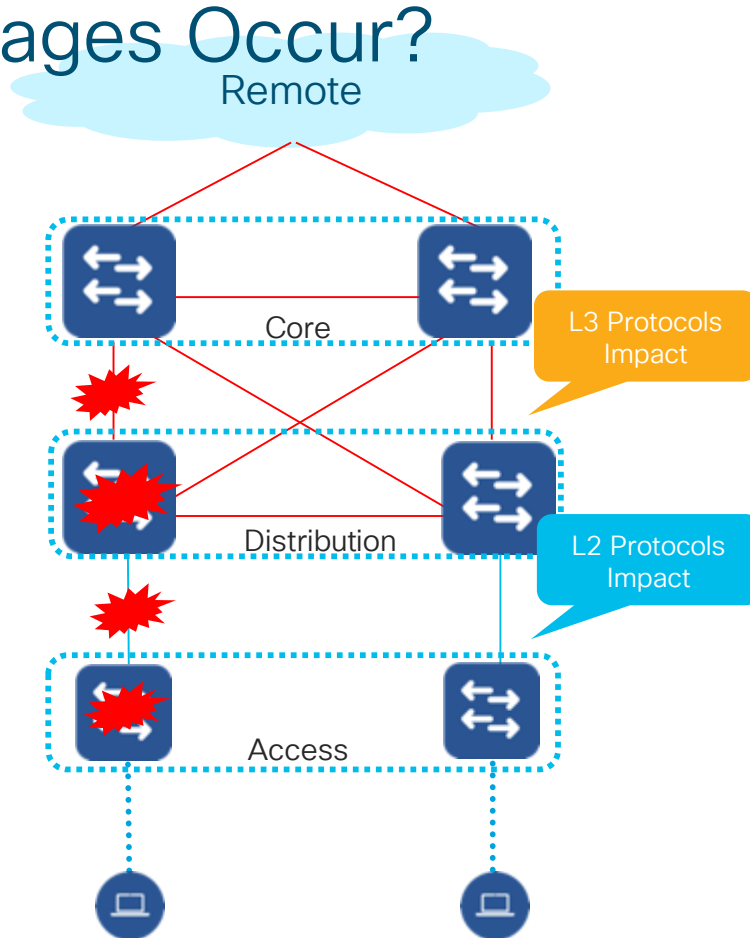 ages Occur?
Remote
Core
L3 Protocols
Impact
Distribution
L2 Protocols
Impact
Access